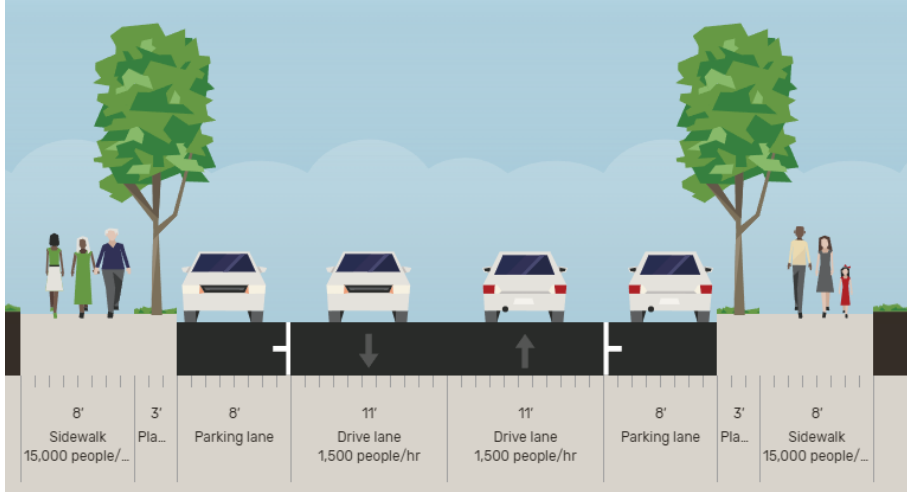 8′
Sidewalk
15,000 people/...
3′
Pla...
8′
Parking lane
11′
Drive lane
1,500 people/hr
11′
Drive lane
1,500 people/hr
8′
Parking lane
3′
Pla...
8′
Sidewalk
15,000 people/...